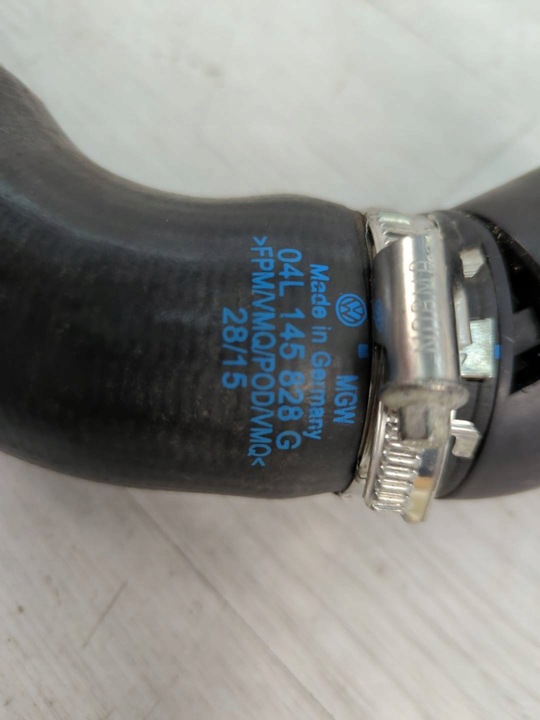 MGW
Made in Germany
04L 145 828 G
>FPM/VMQ/POD/VMQ<
28/15